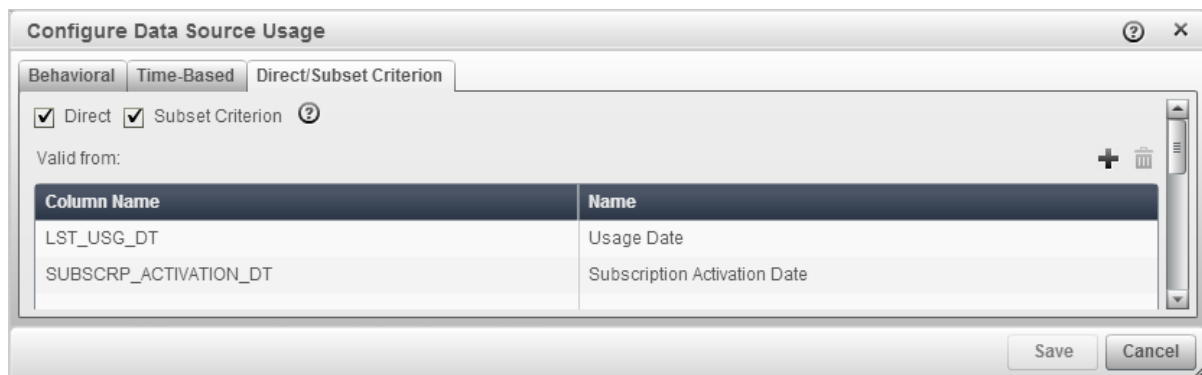 Configure Data Source Usage
Behavioral Time-Based Direct/Subset Criterion
Direct Subset Criterion
Valid from:
Column Name Name
LST_USG_DT Usage Date
SUBSCRP_ACTIVATION_DT Subscription Activation Date
Save Cancel